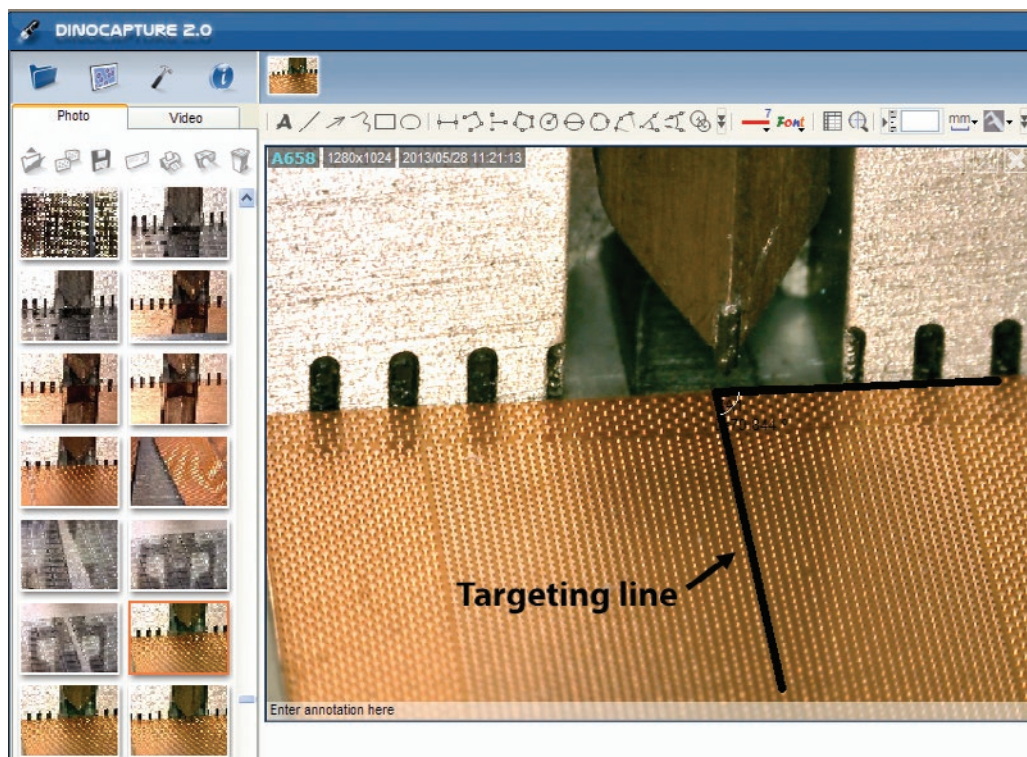 DINOCAPTURE 2.0
Photo
Video
A
7
Font
mm
A658 1280x1024 2013/05/28 11:21:13
Targeting line
Enter annotation here